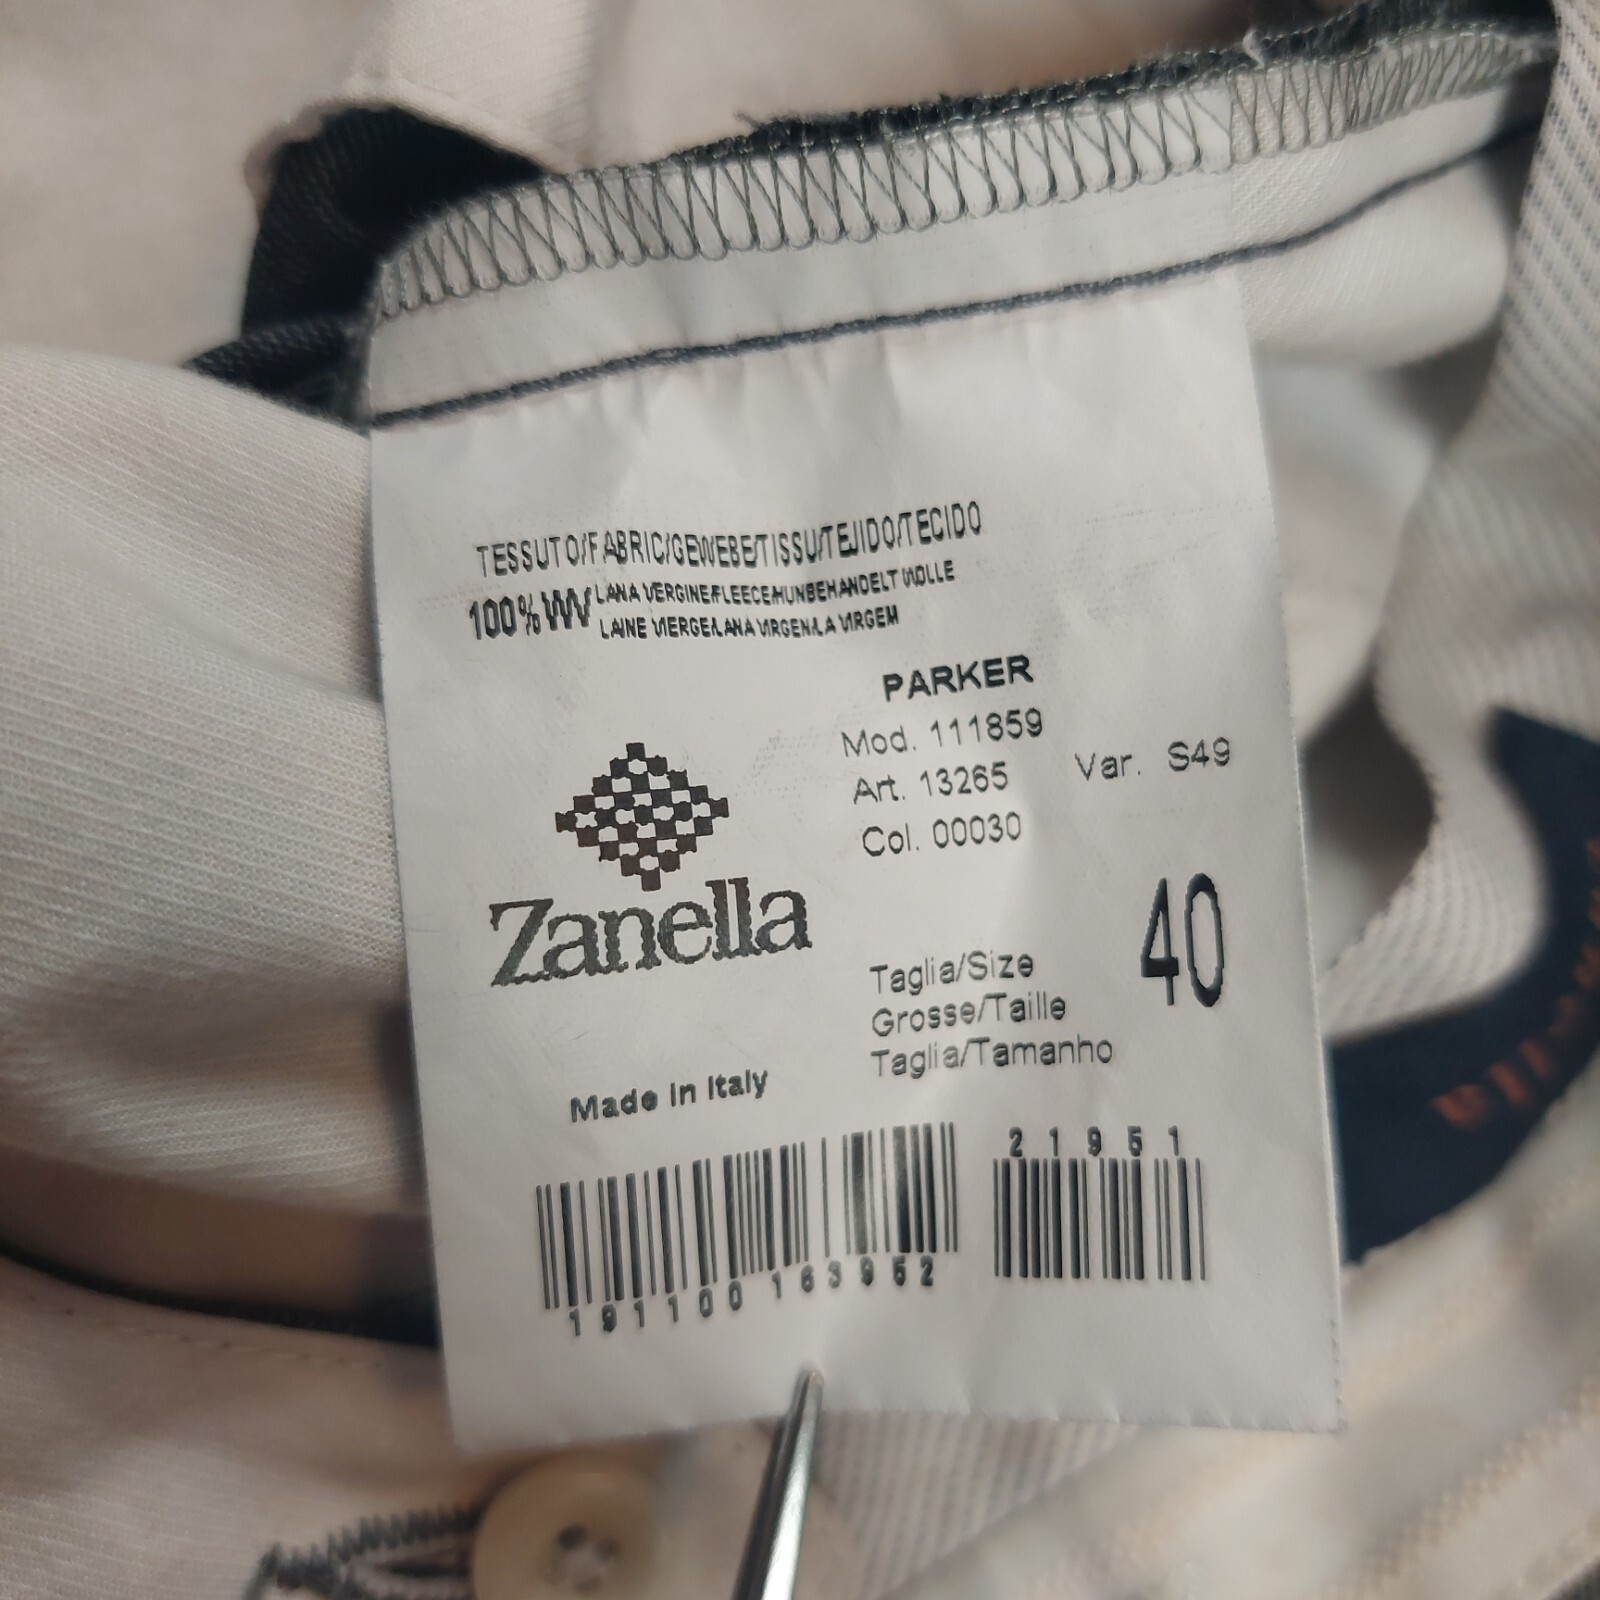 TESSUTO/FABRIC/GEWEBE/TISSU/TEJIDO/TECIDO
100% WV LANA VERGINE/FLEECE/HUNBEHANDELT WOLLE
LAINE VIERGE/LANA VIRGEN/LA VIRGEM
PARKER
Mod. 111859
Art. 13265 Var. S49
Col. 00030
Zanella
40
Taglia/Size
Grosse/Taille
Taglia/Tamanho
Made in Italy
21951
191100163952